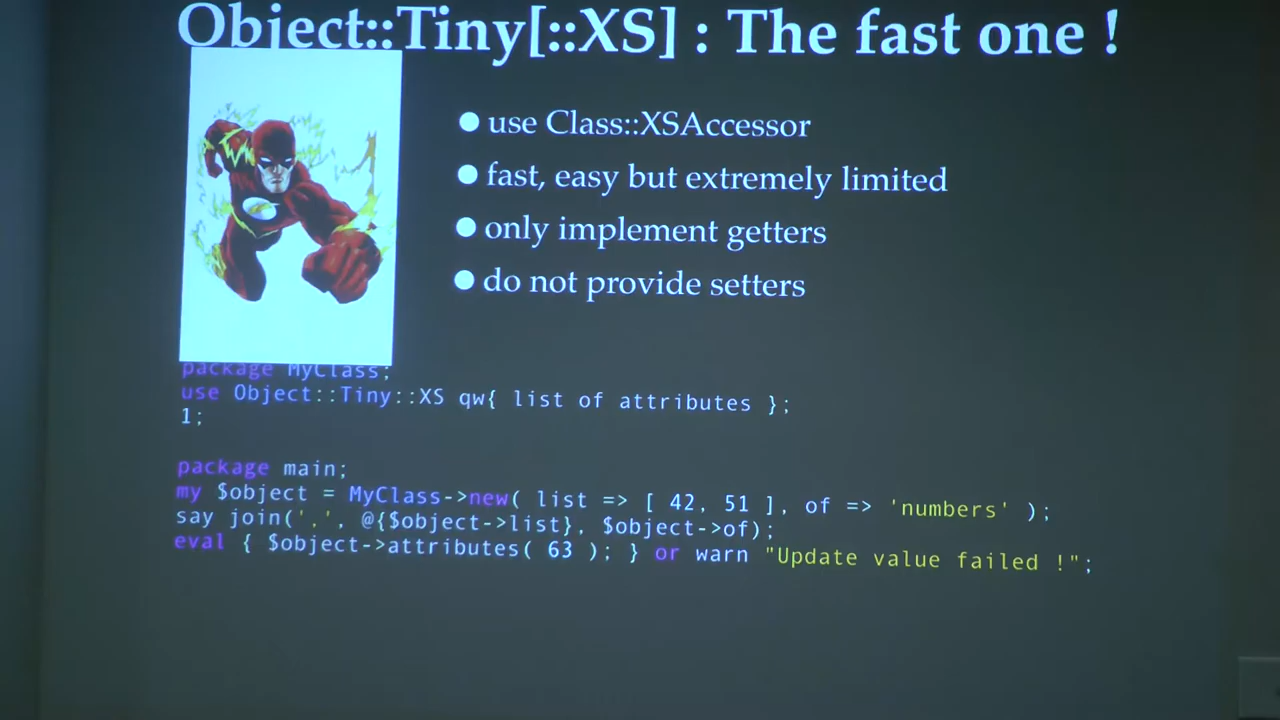 Object::Tiny[::XS] : The fast one !
● use Class::XSAccessor
● fast, easy but extremely limited
● only implement getters
● do not provide setters
package MyClass;
use Object::Tiny::XS qw{ list of attributes };
1;
package main;
my $object = MyClass->new( list => [ 42, 51 ], of => 'numbers' );
say join('.', @{$object->list}, $object->of);
eval { $object->attributes( 63 ); } or warn "Update value failed !";